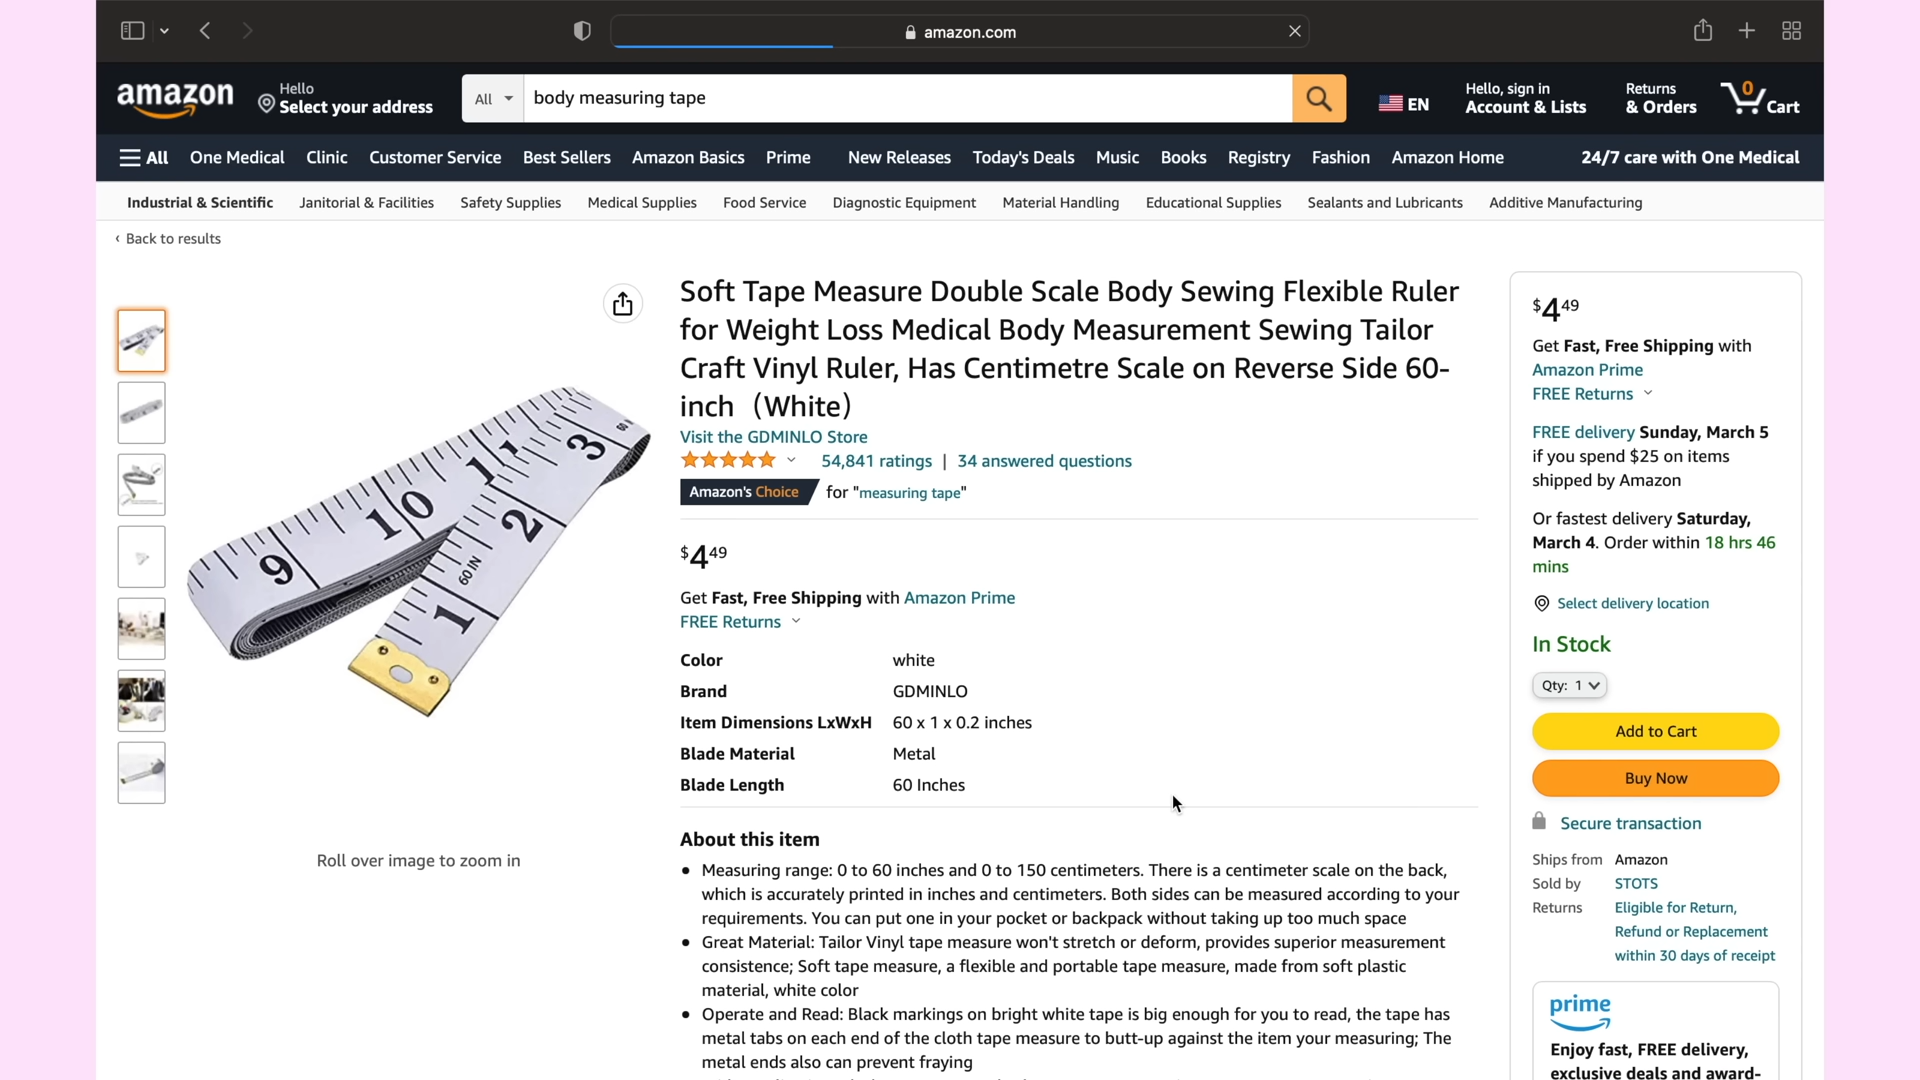 amazon.com
amazon
Hello
Select your address
All
body measuring tape
EN
Hello, sign in
Account & Lists
Returns
& Orders
0
Cart
All
One Medical
Clinic
Customer Service
Best Sellers
Amazon Basics
Prime
New Releases
Today's Deals
Music
Books
Registry
Fashion
Amazon Home
24/7 care with One Medical
Industrial & Scientific
Janitorial & Facilities
Safety Supplies
Medical Supplies
Food Service
Diagnostic Equipment
Material Handling
Educational Supplies
Sealants and Lubricants
Additive Manufacturing
‹ Back to results
9
10
11
1
2
3
60 IN
60 IN
Roll over image to zoom in
Soft Tape Measure Double Scale Body Sewing Flexible Ruler
for Weight Loss Medical Body Measurement Sewing Tailor
Craft Vinyl Ruler, Has Centimetre Scale on Reverse Side 60-
inch（White）
Visit the GDMINLO Store
54,841 ratings | 34 answered questions
Amazon's Choice for "measuring tape"
$4 49
Get Fast, Free Shipping with Amazon Prime
FREE Returns
Color white
Brand GDMINLO
Item Dimensions LxWxH 60 x 1 x 0.2 inches
Blade Material Metal
Blade Length 60 Inches
About this item
• Measuring range: 0 to 60 inches and 0 to 150 centimeters. There is a centimeter scale on the back,
which is accurately printed in inches and centimeters. Both sides can be measured according to your
requirements. You can put one in your pocket or backpack without taking up too much space
• Great Material: Tailor Vinyl tape measure won't stretch or deform, provides superior measurement
consistence; Soft tape measure, a flexible and portable tape measure, made from soft plastic
material, white color
• Operate and Read: Black markings on bright white tape is big enough for you to read, the tape has
metal tabs on each end of the cloth tape measure to butt-up against the item your measuring; The
metal ends also can prevent fraying
$4 49
Get Fast, Free Shipping with
Amazon Prime
FREE Returns
FREE delivery Sunday, March 5
if you spend $25 on items
shipped by Amazon
Or fastest delivery Saturday,
March 4. Order within 18 hrs 46
mins
Select delivery location
In Stock
Qty: 1
Add to Cart
Buy Now
Secure transaction
Ships from Amazon
Sold by STOTS
Returns Eligible for Return,
Refund or Replacement
within 30 days of receipt
prime
Enjoy fast, FREE delivery,
exclusive deals and award-